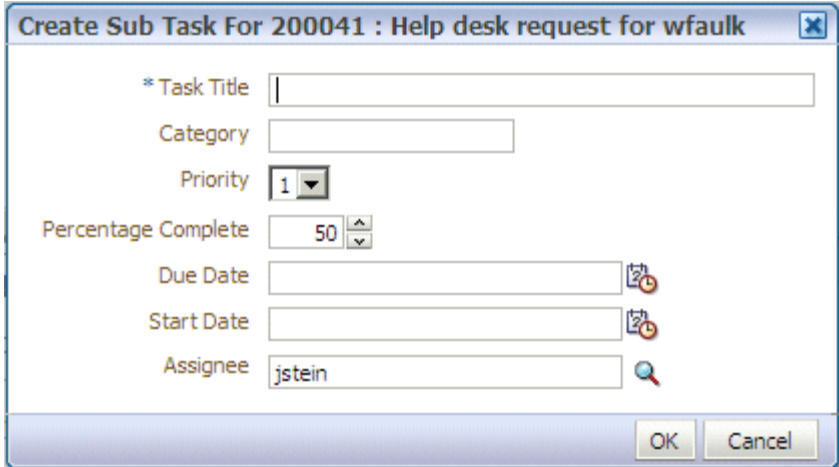 Create Sub Task For 200041 : Help desk request for wfaulk
* Task Title
Category
Priority 1
Percentage Complete 50
Due Date
Start Date
Assignee jstein
OK Cancel